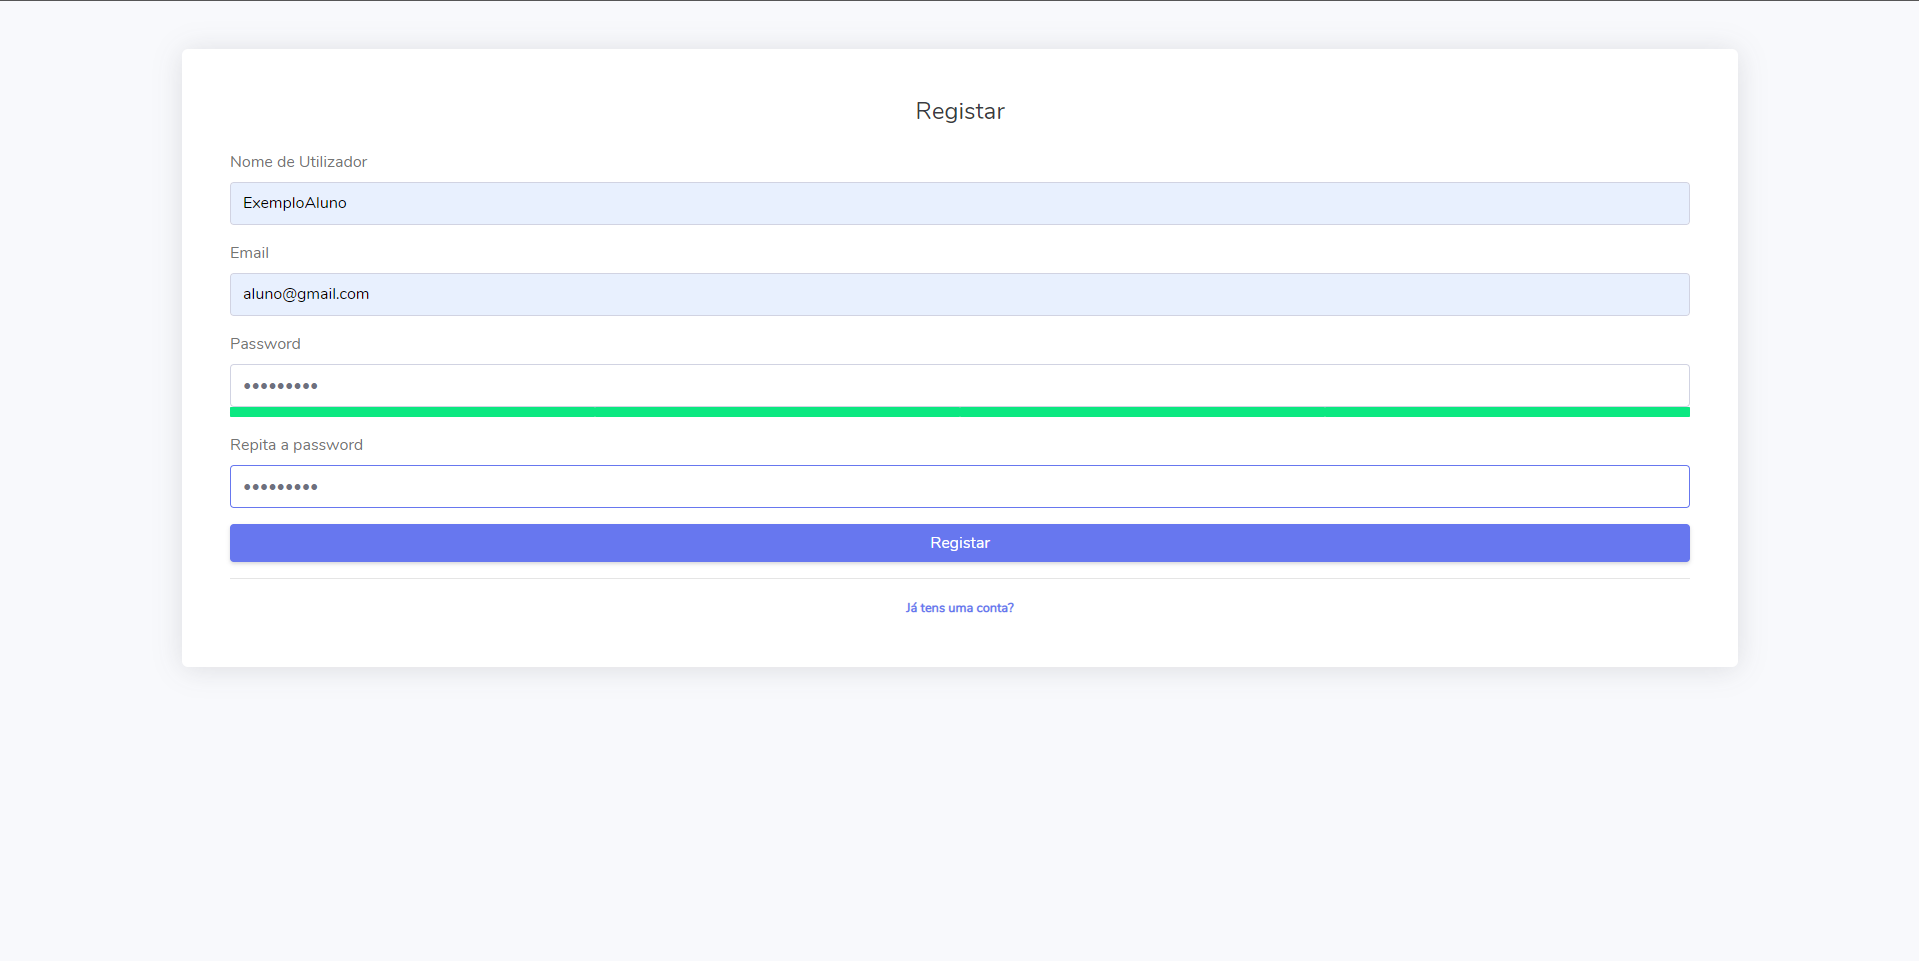 Registar
Nome de Utilizador
ExemploAluno
Email
aluno@gmail.com
Password
•••••••••
Repita a password
•••••••••
Registar
Já tens uma conta?